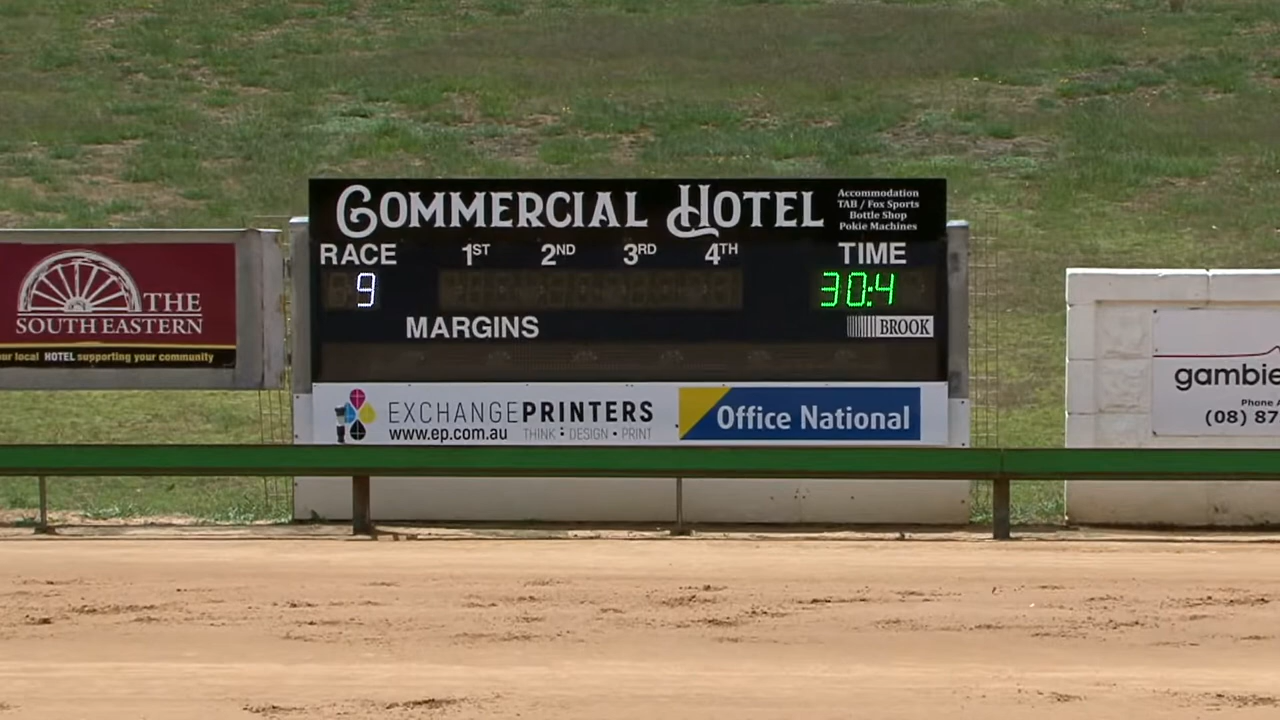 COMMERCIAL HOTEL
Accommodation
TAB / Fox Sports
Bottle Shop
Pokie Machines
RACE 1ST 2ND 3RD 4TH TIME
9 30:4
MARGINS BROOK
THE
SOUTH EASTERN
our local HOTEL supporting your community
EXCHANGEPRINTERS
www.ep.com.au THINK : DESIGN • PRINT
Office National
gambie
Phone A
(08) 87